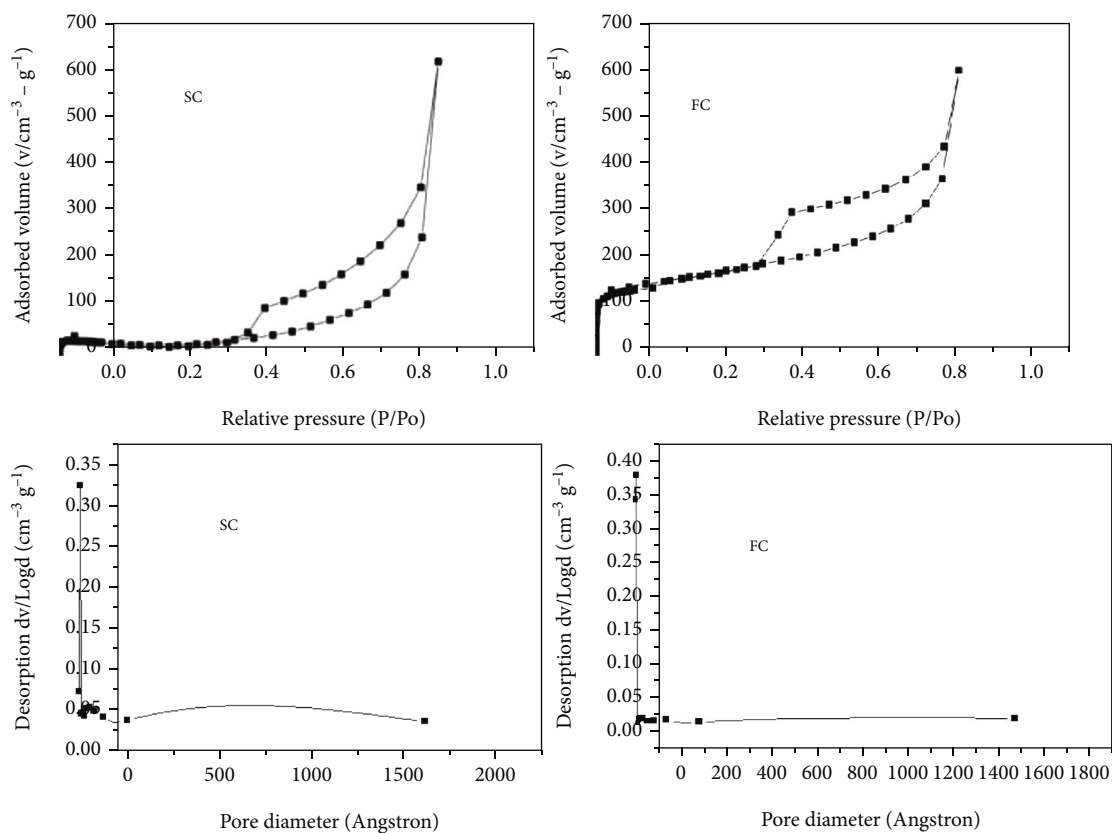 700
600
500
400
300
200
100
0
Adsorbed volume (v/cm⁻³ – g⁻¹)
SC
0.0 0.2 0.4 0.6 0.8 1.0
Relative pressure (P/Po)
700
600
500
400
300
200
100
0
Adsorbed volume (v/cm⁻³ – g⁻¹)
FC
0.0 0.2 0.4 0.6 0.8 1.0
Relative pressure (P/Po)
0.35
0.30
0.25
0.20
0.15
0.10
0.05
0.00
Desorption dv/Logd (cm⁻³ g⁻¹)
SC
0 500 1000 1500 2000
Pore diameter (Angstron)
0.40
0.35
0.30
0.25
0.20
0.15
0.10
0.05
0.00
Desorption dv/Logd (cm⁻³ g⁻¹)
FC
0 200 400 600 800 1000 1200 1400 1600 1800
Pore diameter (Angstron)